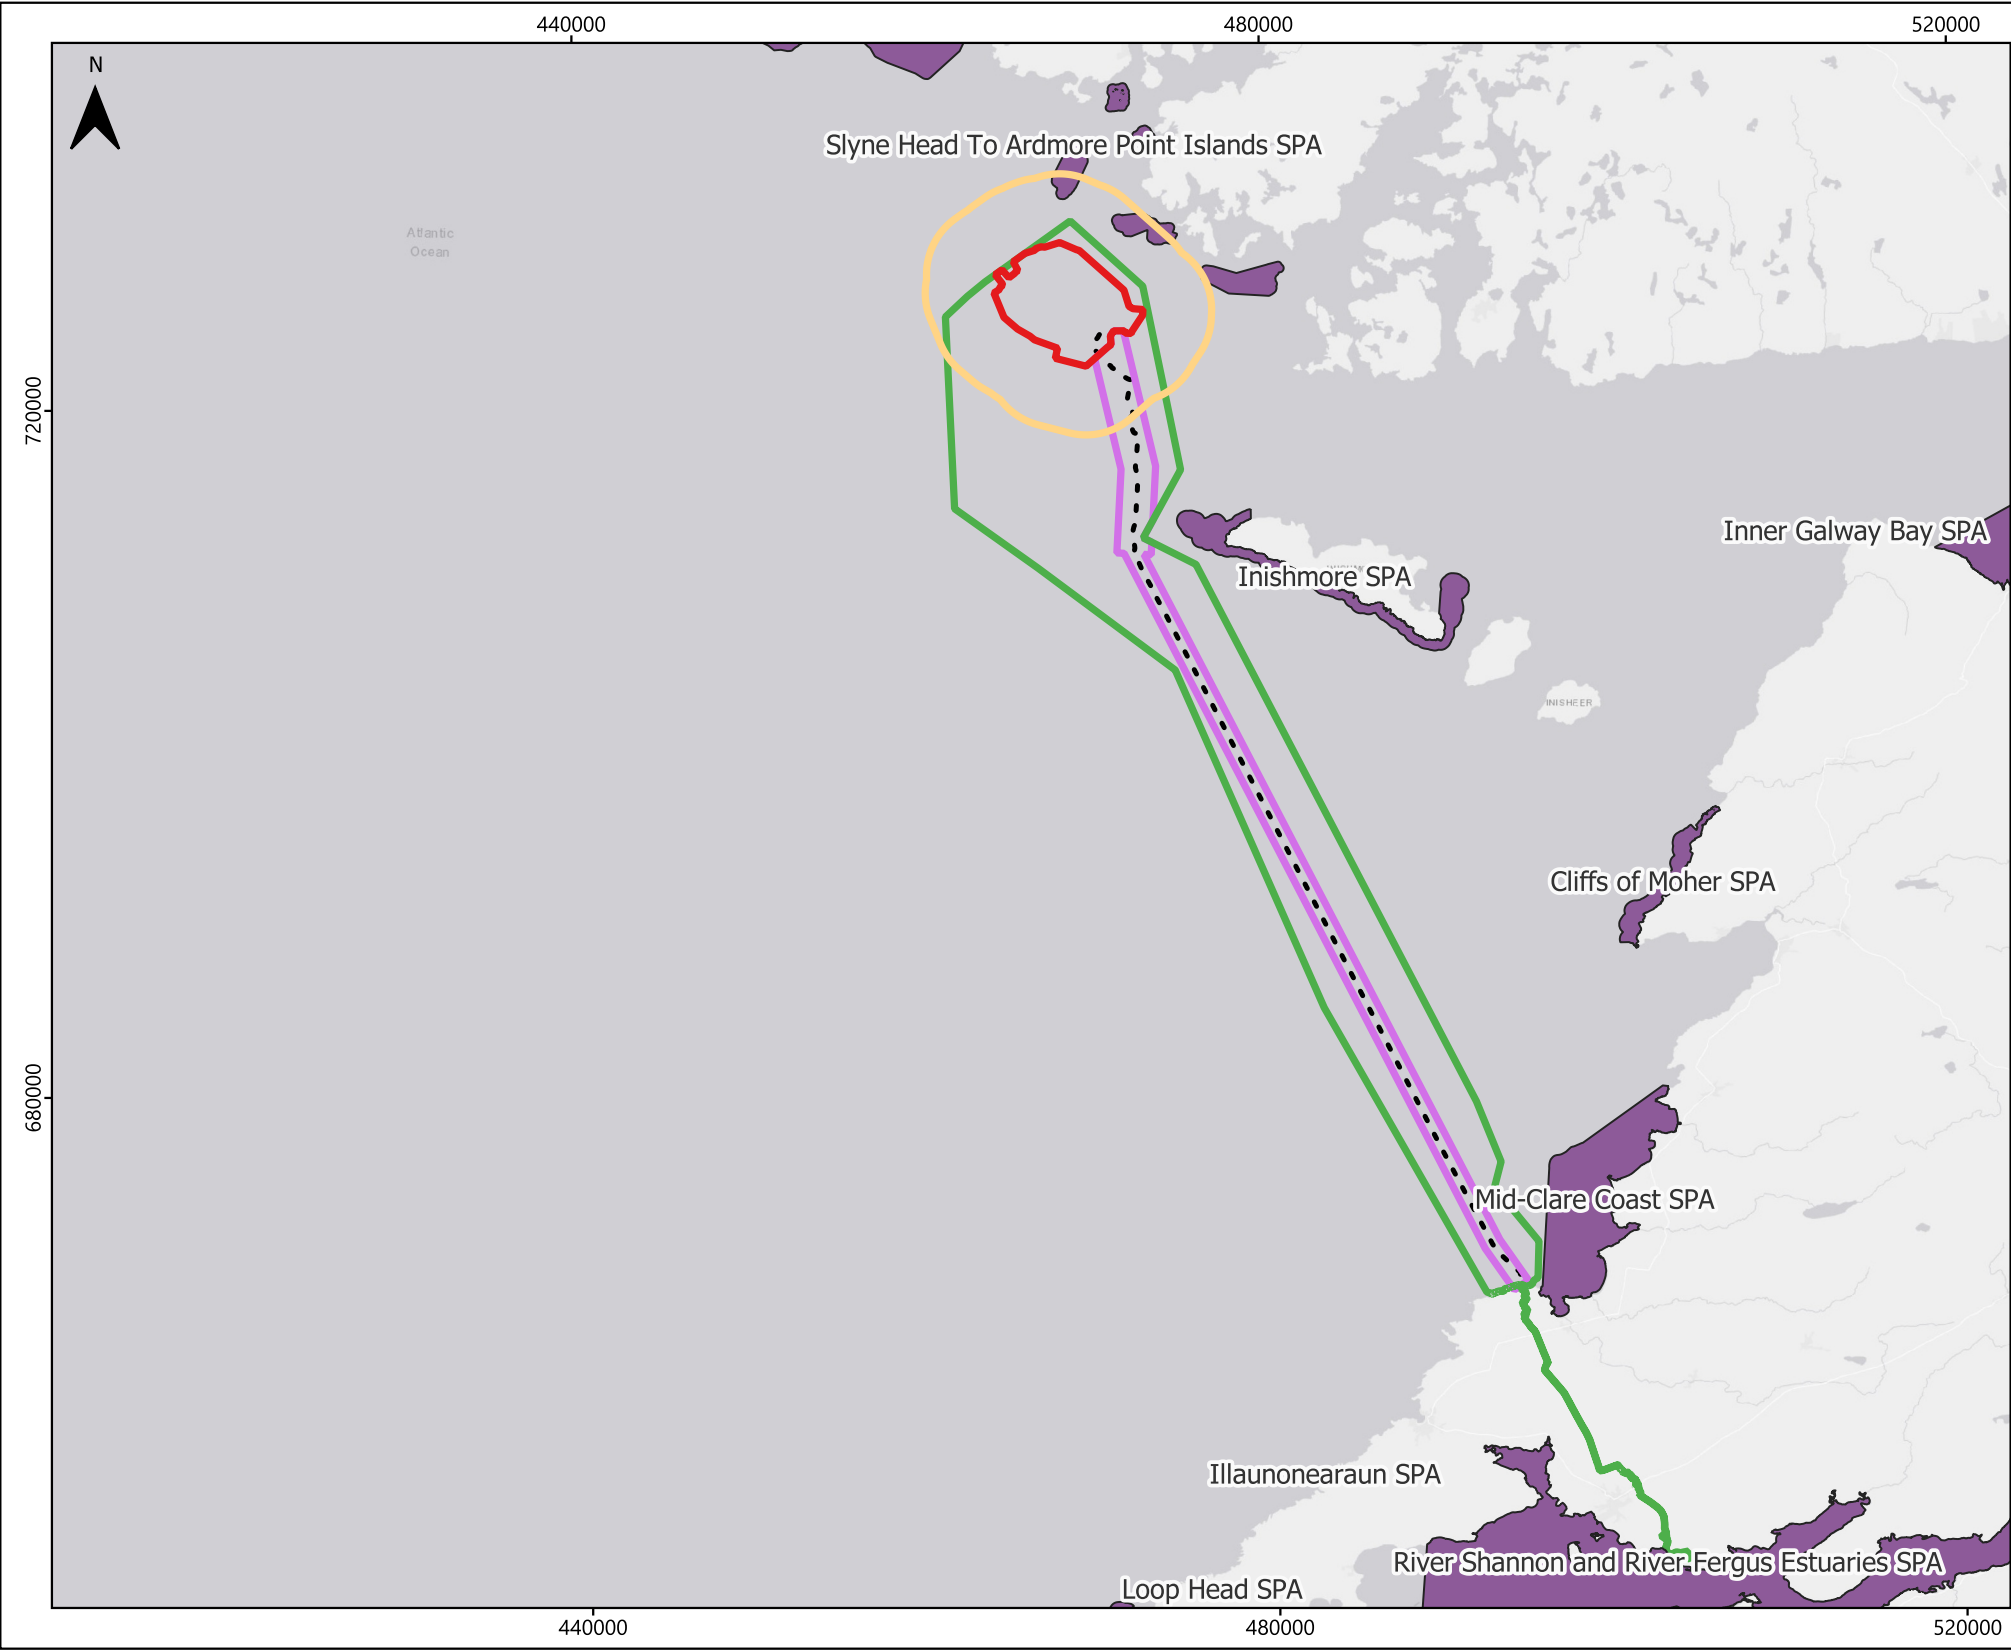 440000
480000
520000
N
Slyne Head To Ardmore Point Islands SPA
Atlantic
Ocean
720000
Inner Galway Bay SPA
Inishmore SPA
INISHEER
Cliffs of Moher SPA
680000
Mid-Clare Coast SPA
Illaunonearaun SPA
River Shannon and River Fergus Estuaries SPA
Loop Head SPA
440000
480000
520000